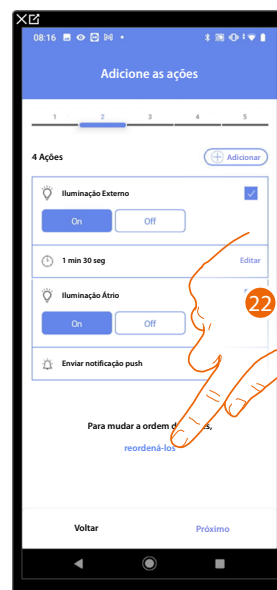 08:16
Adicione as ações
1 2 3 4 5
4 Ações
Adicionar
Iluminação Externo
On Off
1 min 30 seg Editar
Iluminação Átrio
On Off
Enviar notificação push
22
Para mudar a ordem d
s,
reordená-los
Voltar Próximo